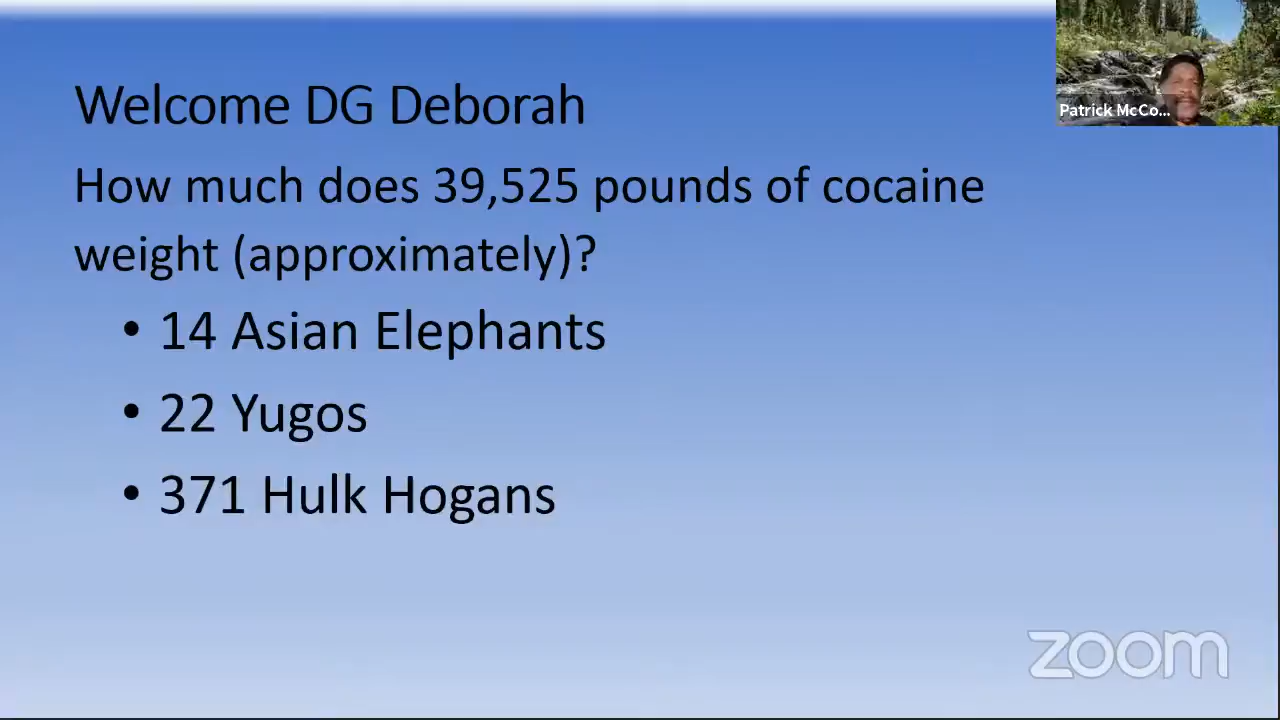 Welcome DG Deborah
Patrick McCo...
How much does 39,525 pounds of cocaine
weight (approximately)?
• 14 Asian Elephants
• 22 Yugos
• 371 Hulk Hogans
zoom